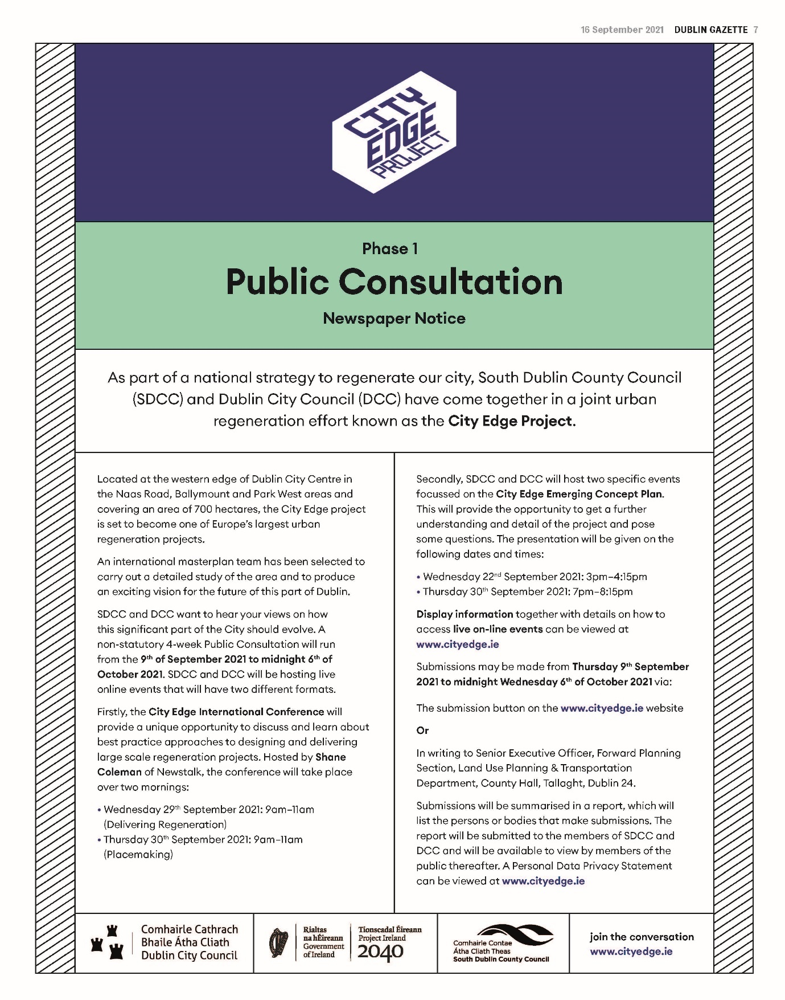 16 September 2021 DUBLIN GAZETTE 7
CITY
EDGE
PROJECT
Phase 1
Public Consultation
Newspaper Notice
As part of a national strategy to regenerate our city, South Dublin County Council
(SDCC) and Dublin City Council (DCC) have come together in a joint urban
regeneration effort known as the City Edge Project.
Located at the western edge of Dublin City Centre in
the Naas Road, Ballymount and Park West areas and
covering an area of 700 hectares, the City Edge project
is set to become one of Europe's largest urban
regeneration projects.
An international masterplan team has been selected to
carry out a detailed study of the area and to produce
an exciting vision for the future of this part of Dublin.
SDCC and DCC want to hear your views on how
this significant part of the City should evolve. A
non-statutory 4-week Public Consultation will run
from the 9th of September 2021 to midnight 6th of
October 2021. SDCC and DCC will be hosting live
online events that will have two different formats.
Firstly, the City Edge International Conference will
provide a unique opportunity to discuss and learn about
best practice approaches to designing and delivering
large scale regeneration projects. Hosted by Shane
Coleman of Newstalk, the conference will take place
over two mornings:
• Wednesday 29th September 2021: 9am–11am
(Delivering Regeneration)
• Thursday 30th September 2021: 9am–11am
(Placemaking)
Secondly, SDCC and DCC will host two specific events
focussed on the City Edge Emerging Concept Plan.
This will provide the opportunity to get a further
understanding and detail of the project and pose
some questions. The presentation will be given on the
following dates and times:
• Wednesday 22nd September 2021: 3pm–4:15pm
• Thursday 30th September 2021: 7pm–8:15pm
Display information together with details on how to
access live on-line events can be viewed at
www.cityedge.ie
Submissions may be made from Thursday 9th September
2021 to midnight Wednesday 6th of October 2021 via:
The submission button on the www.cityedge.ie website
Or
In writing to Senior Executive Officer, Forward Planning
Section, Land Use Planning & Transportation
Department, County Hall, Tallaght, Dublin 24.
Submissions will be summarised in a report, which will
list the persons or bodies that make submissions. The
report will be submitted to the members of SDCC and
DCC and will be available to view by members of the
public thereafter. A Personal Data Privacy Statement
can be viewed at www.cityedge.ie
Comhairle Cathrach
Bhaile Átha Cliath
Dublin City Council
Rialtas
na hÉireann
Government
of Ireland
Tionscadal Éireann
Project Ireland
2040
Comhairle Contae
Átha Cliath Theas
South Dublin County Council
join the conversation
www.cityedge.ie